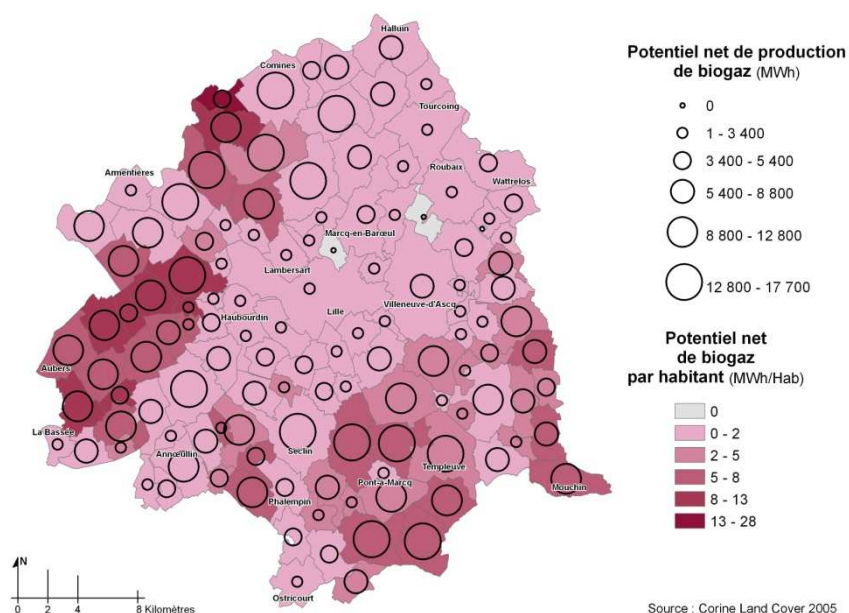 Halluin
Comines
Tourcoing
Armentières
Roubaix
Wattrelos
Marcq-en-Barœul
Lambersart
Villeneuve-d'Ascq
Lille
Haubourdin
Aubers
La Bassée
Annœullin
Seclin
Templeuve
Pont-à-Marcq
Mouchin
Phalempin
Ostricourt
N
0 2 4 8 Kilomètres
Potentiel net de production
de biogaz (MWh)
0
1 - 3 400
3 400 - 5 400
5 400 - 8 800
8 800 - 12 800
12 800 - 17 700
Potentiel net
de biogaz
par habitant (MWh/Hab)
0
0 - 2
2 - 5
5 - 8
8 - 13
13 - 28
Source : Corine Land Cover 2005